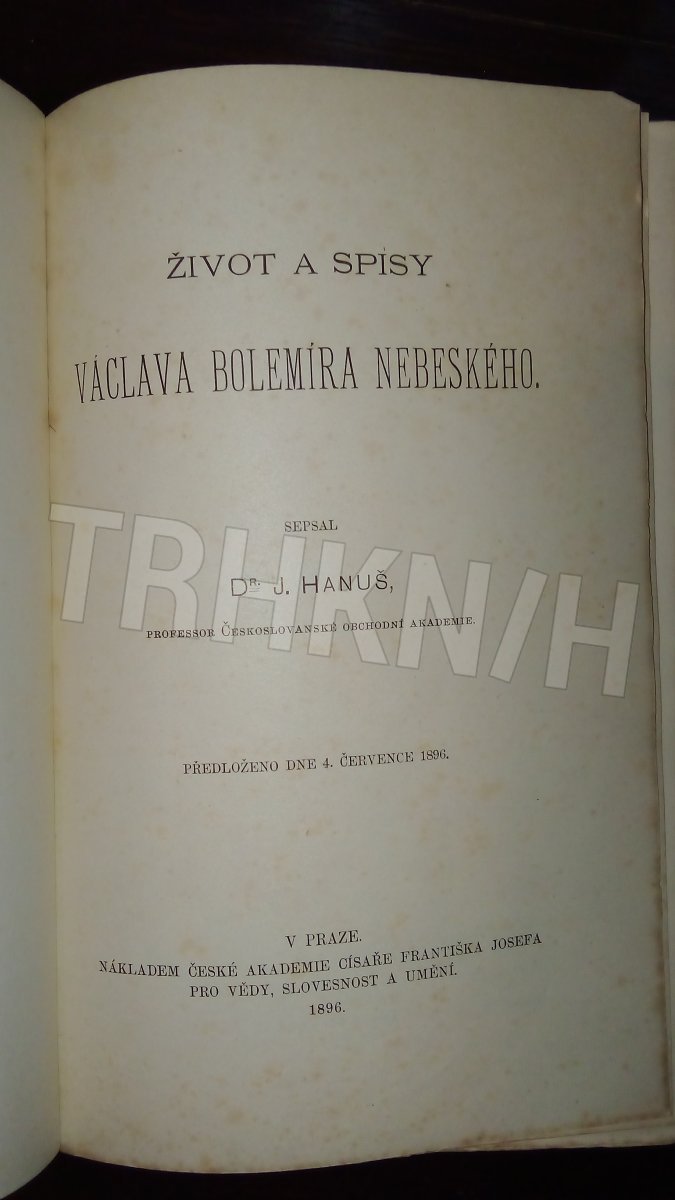 ŽIVOT A SPISY
VÁCLAVA BOLEMÍRA NEBESKÉHO.
SEPSAL
DR. J. HANUŠ,
PROFESSOR ČESKOSLOVANSKÉ OBCHODNÍ AKADEMIE.
TRHKN/H
PŘEDLOŽENO DNE 4. ČERVENCE 1896.
V PRAZE.
NÁKLADEM ČESKÉ AKADEMIE CÍSAŘE FRANTIŠKA JOSEFA
PRO VĚDY, SLOVESNOST A UMĚNÍ.
1896.